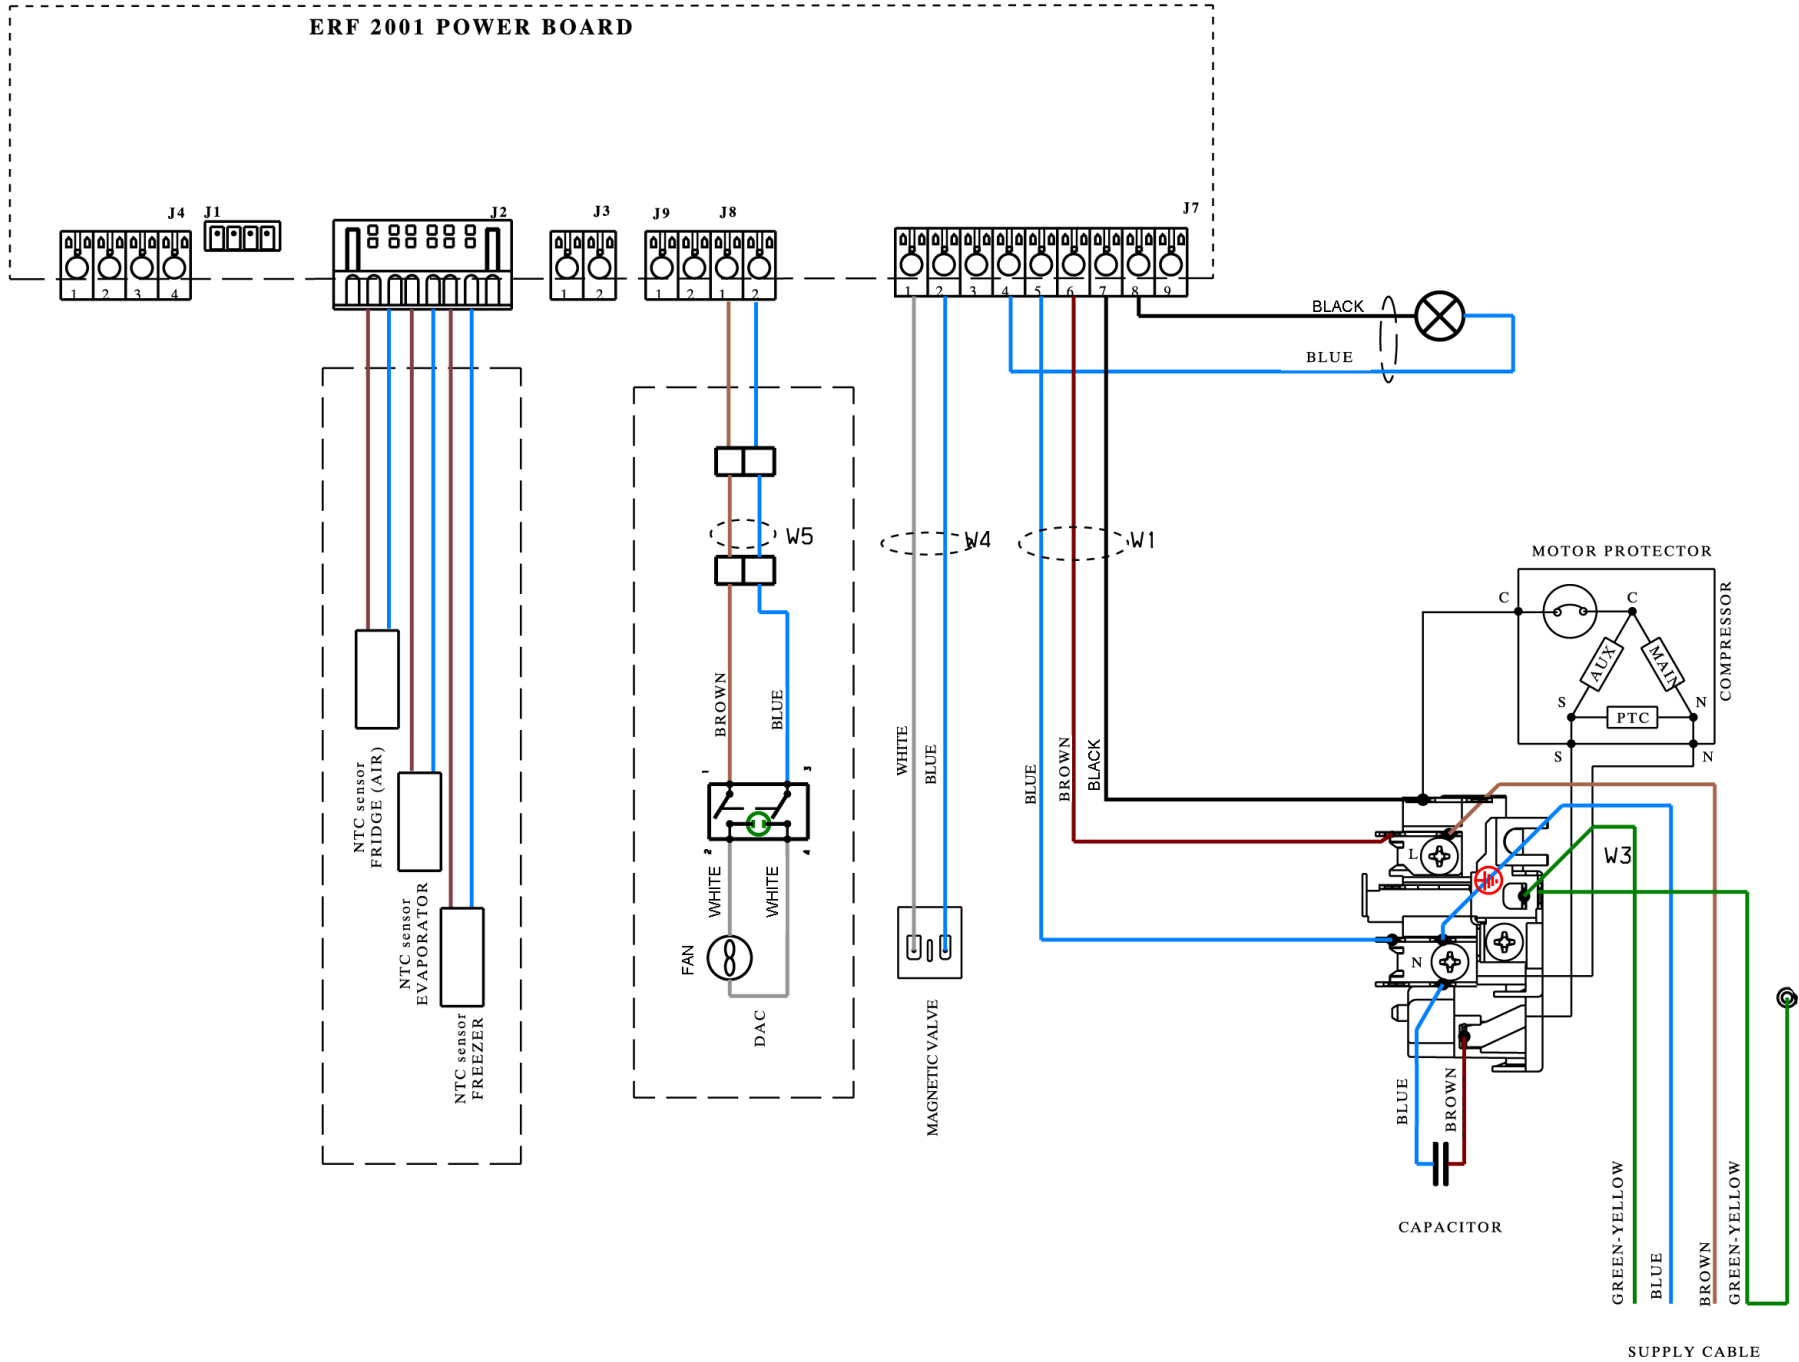 ERF 2001 POWER BOARD
J4
J1
J2
J3
J9
J8
J7
1 2 3 4
1 2
1 2 1 2
1 2 3 4 5 6 7 8 9
BLACK
BLUE
W5
W4
W1
MOTOR PROTECTOR
COMPRESSOR
C
C
AUX
MAIN
S
N
PTC
S
N
BROWN
BLUE
WHITE
BLUE
BLUE
BROWN
BLACK
1
3
2
4
NTC sensor
FRIDGE (AIR)
WHITE
WHITE
L
W3
NTC sensor
EVAPORATOR
FAN
N
DAC
NTC sensor
FREEZER
MAGNETIC VALVE
BLUE
BROWN
CAPACITOR
GREEN-YELLOW
BLUE
BROWN
GREEN-YELLOW
SUPPLY CABLE